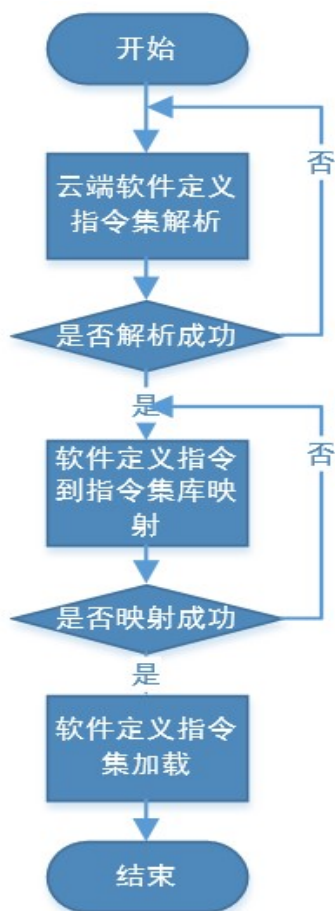 开始
否
云端软件定义
指令集解析
是否解析成功
是
否
软件定义指令
到指令集库映
射
是否映射成功
是
软件定义指令
集加载
结束